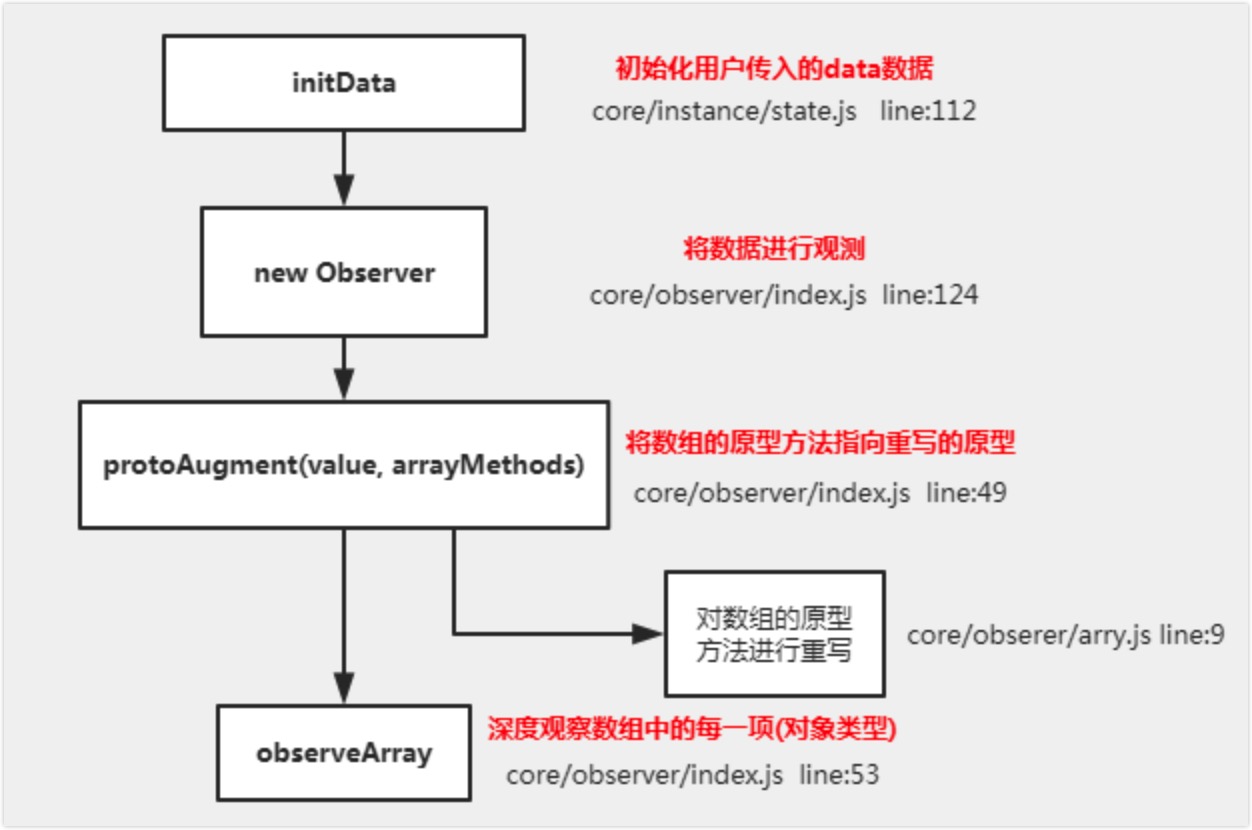 initData
初始化用户传入的data数据
core/instance/state.js line:112
new Observer
将数据进行观测
core/observer/index.js line:124
protoAugment(value, arrayMethods)
将数组的原型方法指向重写的原型
core/observer/index.js line:49
对数组的原型
方法进行重写
core/obserer/arry.js line:9
observeArray
深度观察数组中的每一项(对象类型)
core/observer/index.js line:53